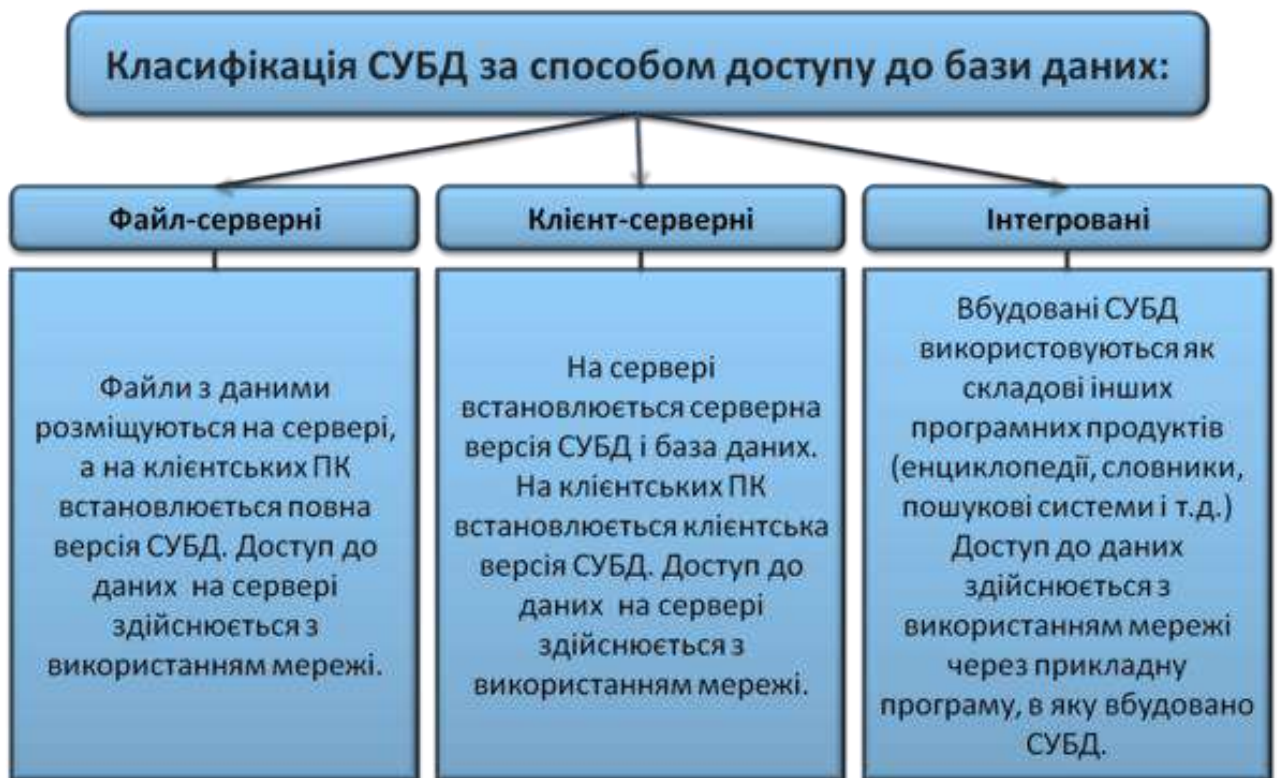 Класифікація СУБД за способом доступу до бази даних:
Файл-серверні
Клієнт-серверні
Інтегровані
Файли з даними
розміщуються на сервері,
а на клієнтських ПК
встановлюється повна
версія СУБД. Доступ до
даних на сервері
здійснюється з
використанням мережі.
На сервері
встановлюється серверна
версія СУБД і база даних.
На клієнтських ПК
встановлюється клієнтська
версія СУБД. Доступ до
даних на сервері
здійснюється з
використанням мережі.
Вбудовані СУБД
використовуються як
складові інших
програмних продуктів
(енциклопедії, словники,
пошукові системи і т.д.)
Доступ до даних
здійснюється з
використанням мережі
через прикладну
програму, в яку вбудовано
СУБД.